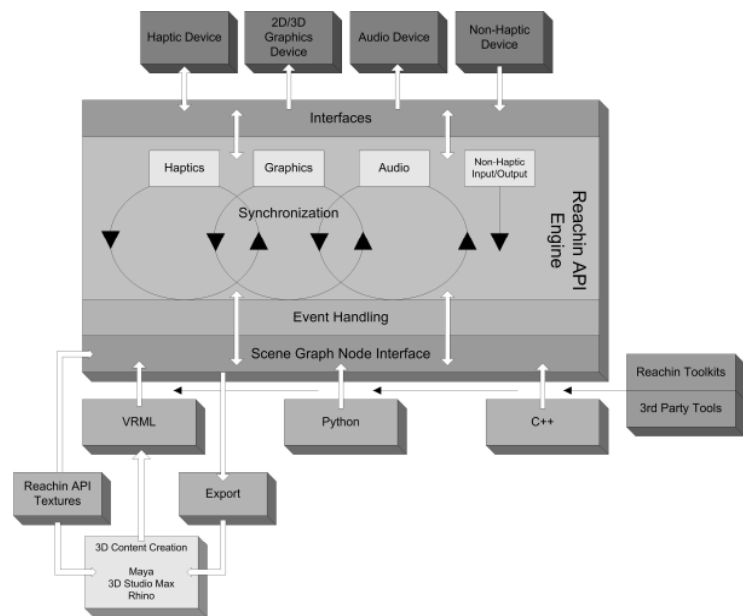 Haptic Device
2D/3D
Graphics
Device
Audio Device
Non-Haptic
Device
Interfaces
Haptics
Graphics
Audio
Non-Haptic
Input/Output
Synchronization
Reachin API
Engine
Event Handling
Scene Graph Node Interface
Reachin Toolkits
3rd Party Tools
VRML
Python
C++
Reachin API
Textures
Export
3D Content Creation
Maya
3D Studio Max
Rhino